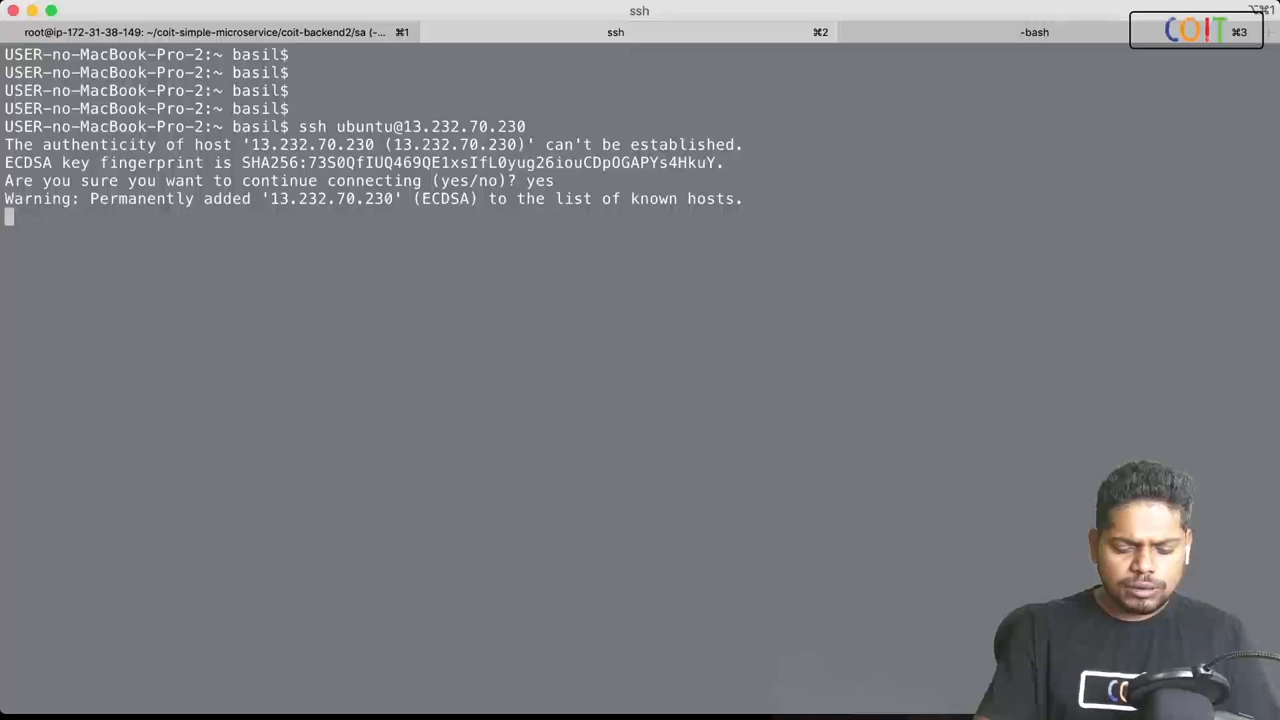 ssh
⌥⌘1
root@ip-172-31-38-149: ~/coit-simple-microservice/coit-backend2/sa (-... ⌘1
ssh ⌘2
-bash ⌘3
COIT
USER-no-MacBook-Pro-2:~ basil$
USER-no-MacBook-Pro-2:~ basil$
USER-no-MacBook-Pro-2:~ basil$
USER-no-MacBook-Pro-2:~ basil$
USER-no-MacBook-Pro-2:~ basil$ ssh ubuntu@13.232.70.230
The authenticity of host '13.232.70.230 (13.232.70.230)' can't be established.
ECDSA key fingerprint is SHA256:73S0QfIUQ469QE1xsIfL0yug26iouCDpOGAPYs4HkuY.
Are you sure you want to continue connecting (yes/no)? yes
Warning: Permanently added '13.232.70.230' (ECDSA) to the list of known hosts.